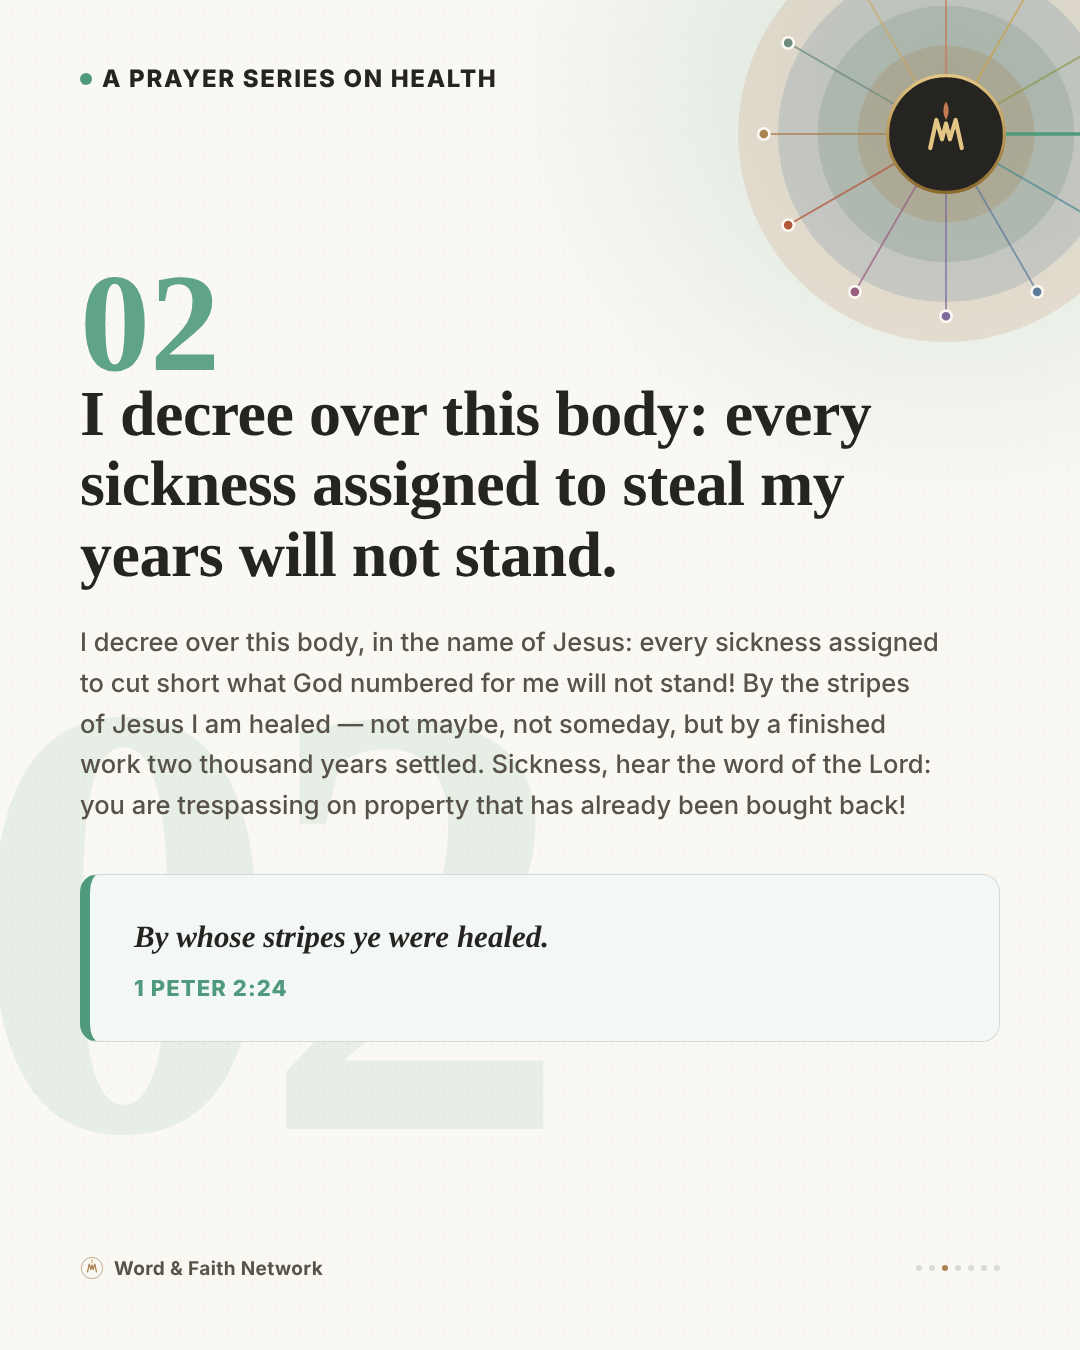 A PRAYER SERIES ON HEALTH
02
I decree over this body: every
sickness assigned to steal my
years will not stand.
I decree over this body, in the name of Jesus: every sickness assigned
to cut short what God numbered for me will not stand! By the stripes
of Jesus I am healed — not maybe, not someday, but by a finished
work two thousand years settled. Sickness, hear the word of the Lord:
you are trespassing on property that has already been bought back!
02
By whose stripes ye were healed.
1 PETER 2:24
Word & Faith Network